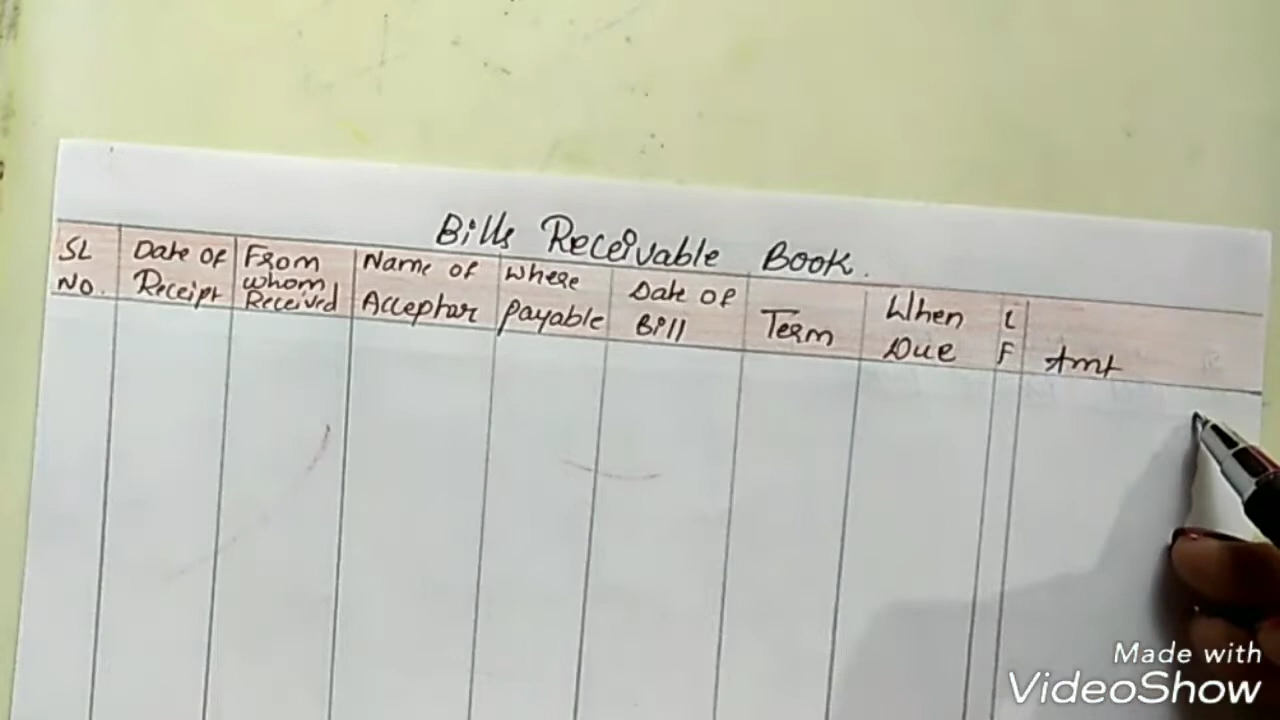 Bills Receivable Book.
SL No.
Date of Receipt
From whom Received
Name of Acceptor
Where Payable
Date of Bill
Term
When Due
L F
Amt
Made with
VideoShow